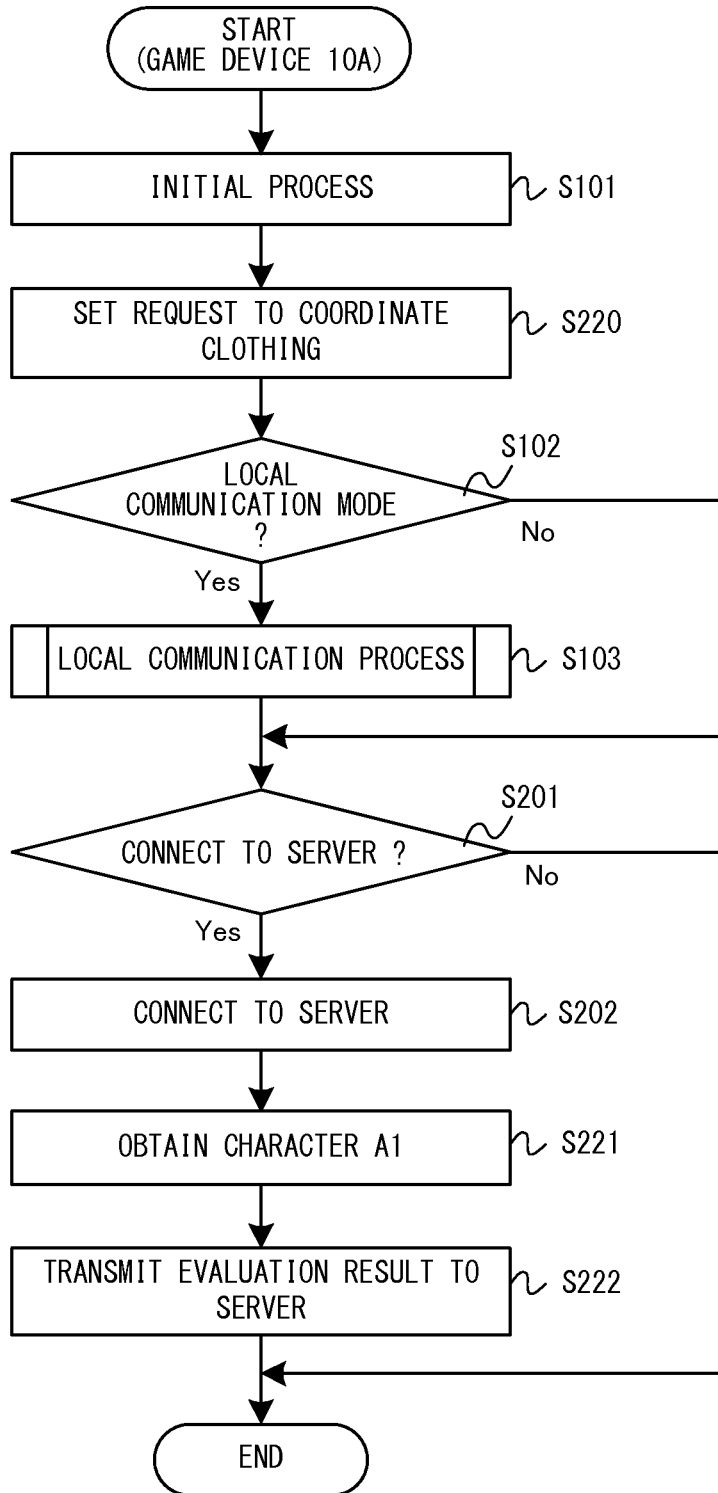 START
(GAME DEVICE 10A)
INITIAL PROCESS
S101
SET REQUEST TO COORDINATE
CLOTHING
S220
S102
LOCAL
COMMUNICATION MODE
?
No
Yes
LOCAL COMMUNICATION PROCESS
S103
S201
CONNECT TO SERVER ?
No
Yes
CONNECT TO SERVER
S202
OBTAIN CHARACTER A1
S221
TRANSMIT EVALUATION RESULT TO
SERVER
S222
END